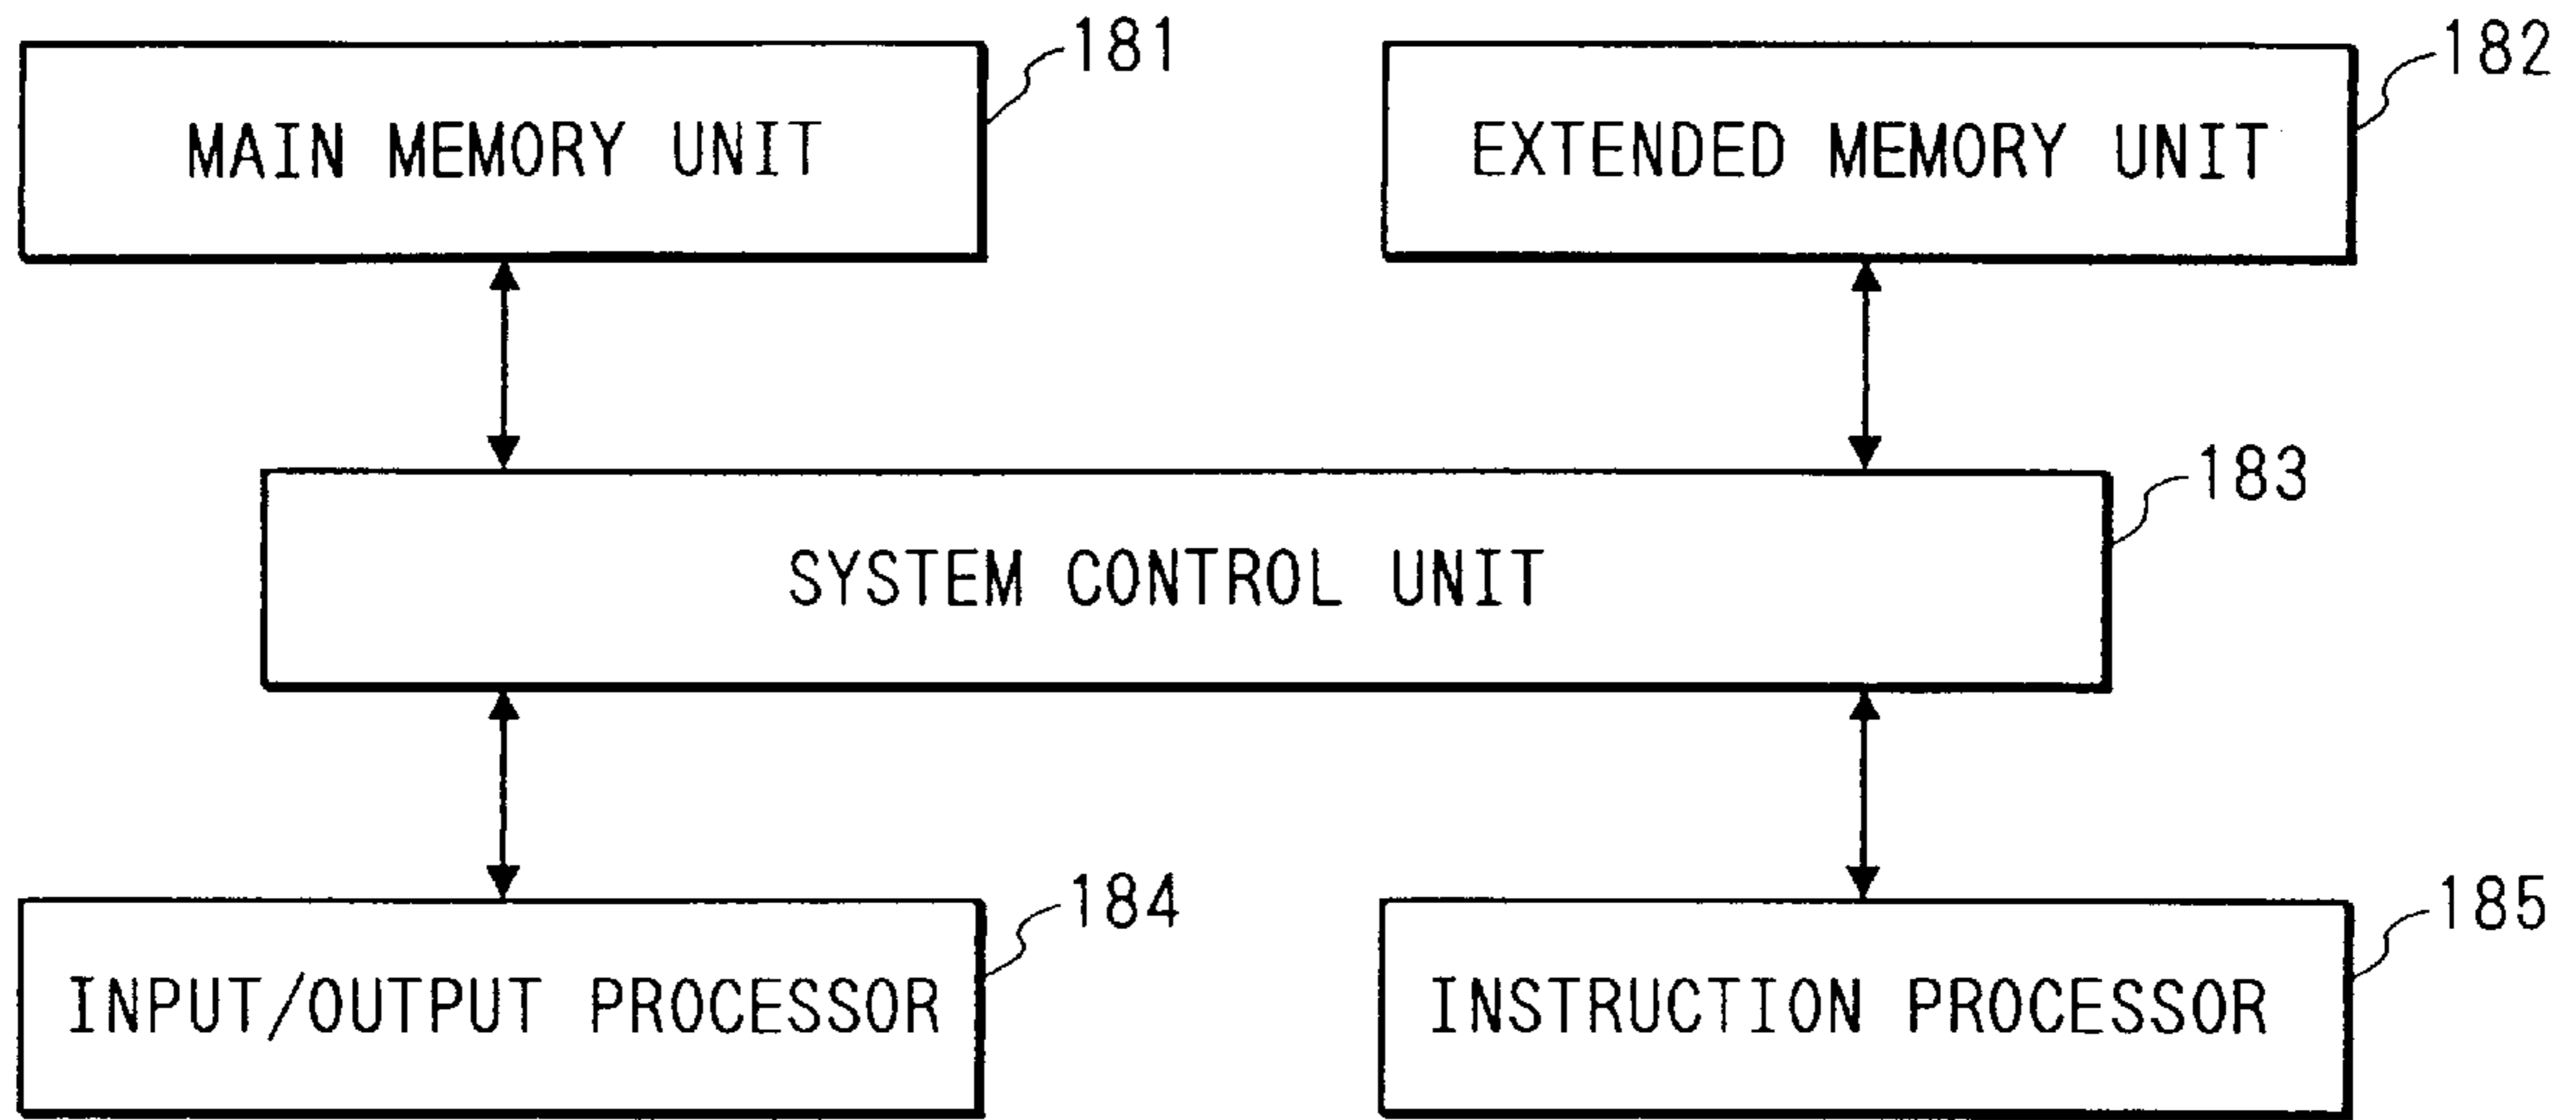 181
MAIN MEMORY UNIT
182
EXTENDED MEMORY UNIT
183
SYSTEM CONTROL UNIT
184
INPUT/OUTPUT PROCESSOR
185
INSTRUCTION PROCESSOR